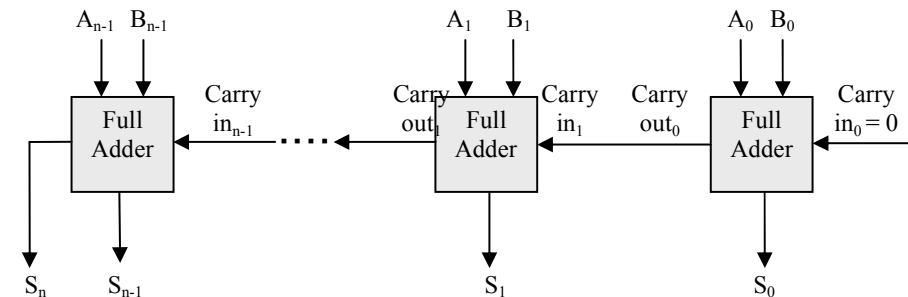 Aₙ₋₁ Bₙ₋₁ A₁ B₁ A₀ B₀
Full
Adder
Carry
inₙ₋₁
Carry
out₁
Full
Adder
Carry
in₁
Carry
out₀
Full
Adder
Carry
in₀ = 0
Sₙ Sₙ₋₁ S₁ S₀